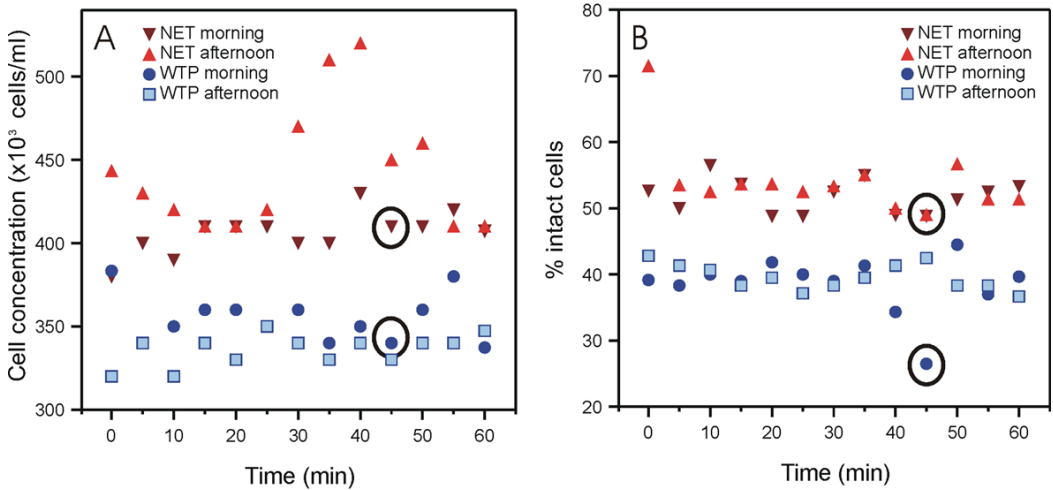 A
NET morning
NET afternoon
WTP morning
WTP afternoon
Cell concentration (x10³ cells/ml)
500
450
400
350
300
0 10 20 30 40 50 60
Time (min)
B
NET morning
NET afternoon
WTP morning
WTP afternoon
% intact cells
80
70
60
50
40
30
20
0 10 20 30 40 50 60
Time (min)